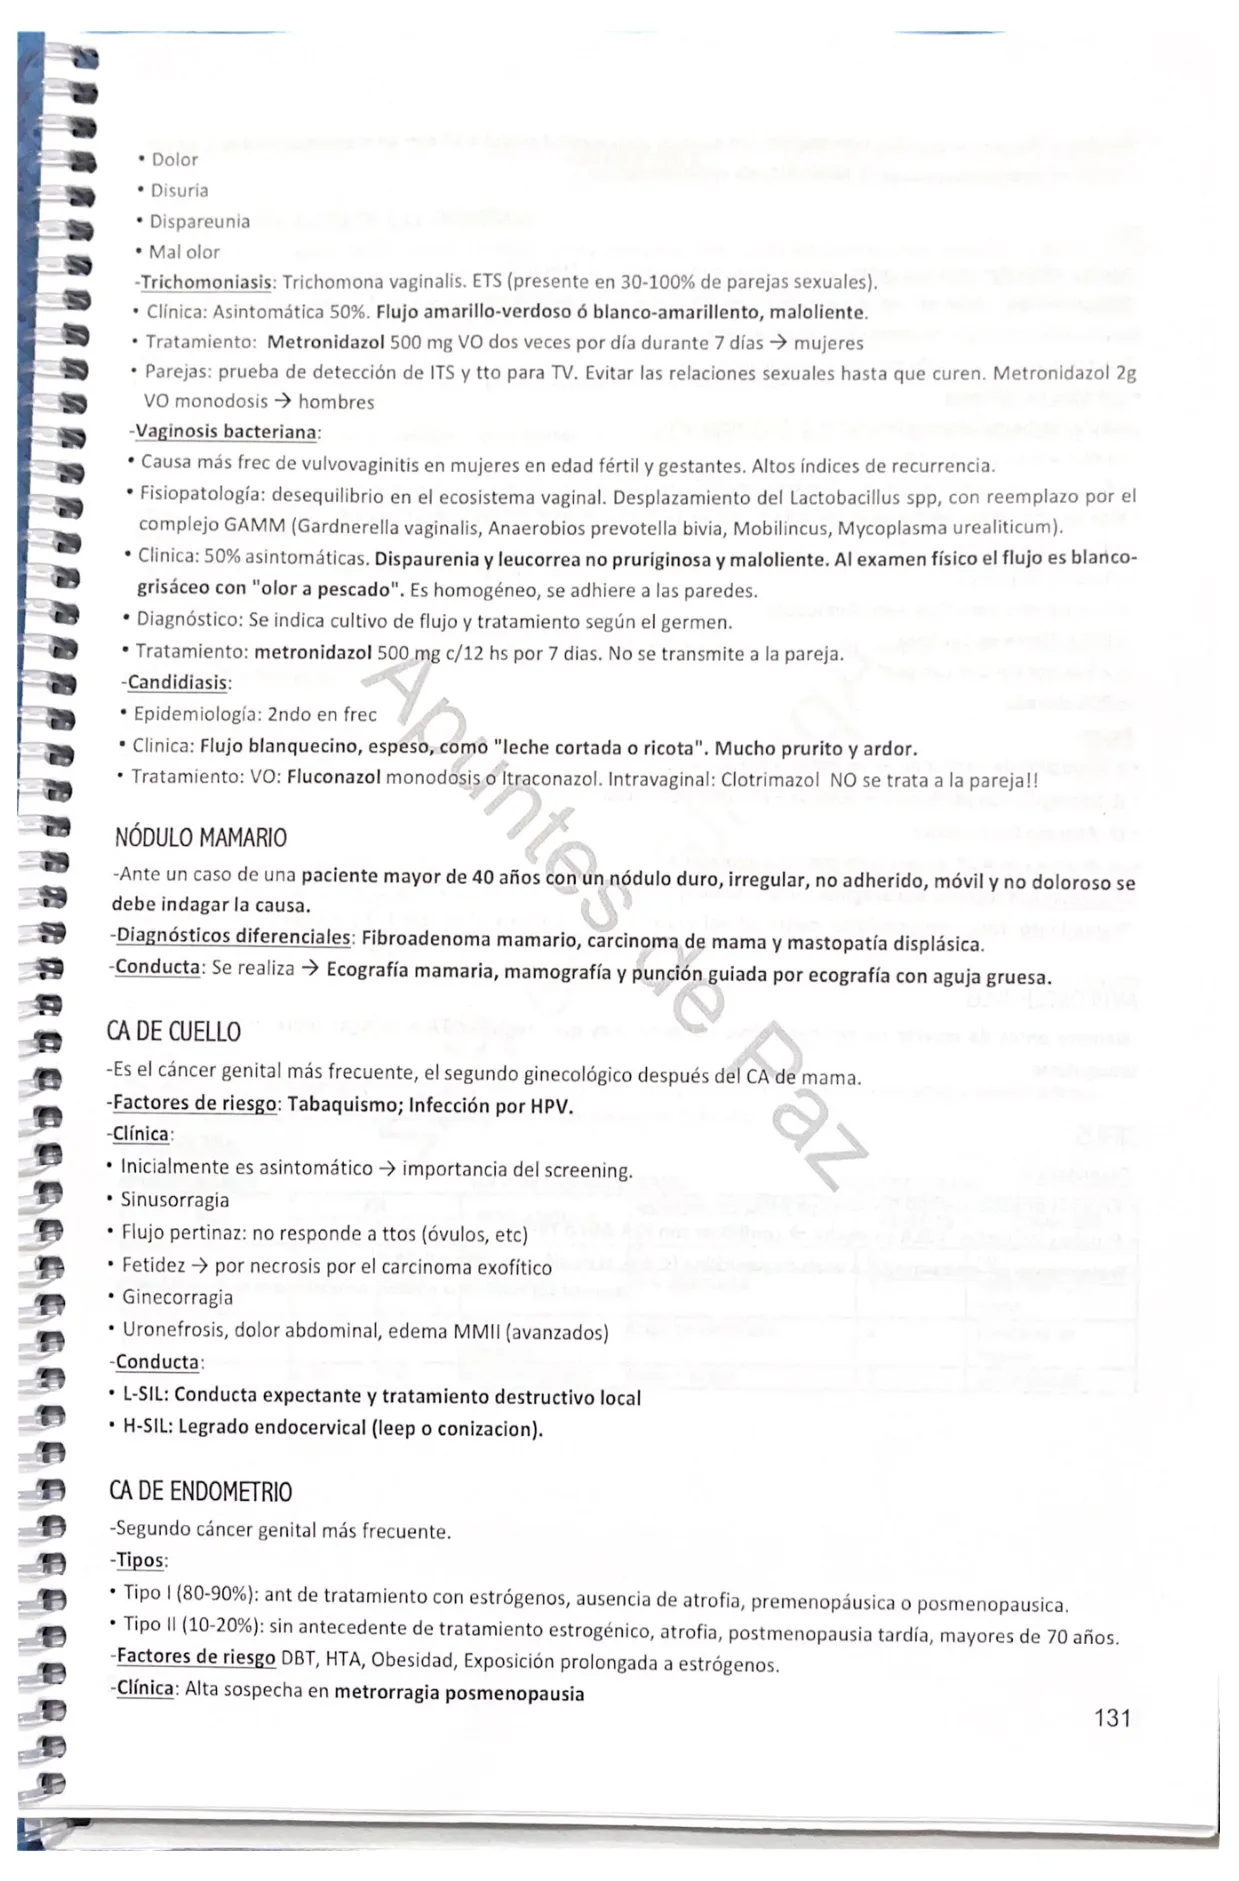 • Dolor
• Disuria
• Dispareunia
• Mal olor
-Trichomoniasis: Trichomona vaginalis. ETS (presente en 30-100% de parejas sexuales).
• Clínica: Asintomática 50%. Flujo amarillo-verdoso ó blanco-amarillento, maloliente.
• Tratamiento: Metronidazol 500 mg VO dos veces por día durante 7 días → mujeres
• Parejas: prueba de detección de ITS y tto para TV. Evitar las relaciones sexuales hasta que curen. Metronidazol 2g
VO monodosis → hombres
-Vaginosis bacteriana:
• Causa más frec de vulvovaginitis en mujeres en edad fértil y gestantes. Altos índices de recurrencia.
• Fisiopatología: desequilibrio en el ecosistema vaginal. Desplazamiento del Lactobacillus spp, con reemplazo por el
complejo GAMM (Gardnerella vaginalis, Anaerobios prevotella bivia, Mobilincus, Mycoplasma urealiticum).
• Clinica: 50% asintomáticas. Dispaurenia y leucorrea no pruriginosa y maloliente. Al examen físico el flujo es blanco-
grisáceo con "olor a pescado". Es homogéneo, se adhiere a las paredes.
• Diagnóstico: Se indica cultivo de flujo y tratamiento según el germen.
• Tratamiento: metronidazol 500 mg c/12 hs por 7 dias. No se transmite a la pareja.
-Candidiasis:
• Epidemiología: 2ndo en frec
• Clinica: Flujo blanquecino, espeso, como "leche cortada o ricota". Mucho prurito y ardor.
• Tratamiento: VO: Fluconazol monodosis o Itraconazol. Intravaginal: Clotrimazol NO se trata a la pareja!!
NÓDULO MAMARIO
-Ante un caso de una paciente mayor de 40 años con un nódulo duro, irregular, no adherido, móvil y no doloroso se
debe indagar la causa.
-Diagnósticos diferenciales: Fibroadenoma mamario, carcinoma de mama y mastopatía displásica.
-Conducta: Se realiza → Ecografía mamaria, mamografía y punción guiada por ecografía con aguja gruesa.
CA DE CUELLO
-Es el cáncer genital más frecuente, el segundo ginecológico después del CA de mama.
-Factores de riesgo: Tabaquismo; Infección por HPV.
-Clínica:
• Inicialmente es asintomático → importancia del screening.
• Sinusorragia
• Flujo pertinaz: no responde a ttos (óvulos, etc)
• Fetidez → por necrosis por el carcinoma exofítico
• Ginecorragia
• Uronefrosis, dolor abdominal, edema MMII (avanzados)
-Conducta:
• L-SIL: Conducta expectante y tratamiento destructivo local
• H-SIL: Legrado endocervical (leep o conizacion).
CA DE ENDOMETRIO
-Segundo cáncer genital más frecuente.
-Tipos:
• Tipo I (80-90%): ant de tratamiento con estrógenos, ausencia de atrofia, premenopáusica o posmenopausica.
• Tipo II (10-20%): sin antecedente de tratamiento estrogénico, atrofia, postmenopausia tardía, mayores de 70 años.
-Factores de riesgo DBT, HTA, Obesidad, Exposición prolongada a estrógenos.
-Clínica: Alta sospecha en metrorragia posmenopausia
131
Apuntes de Paz